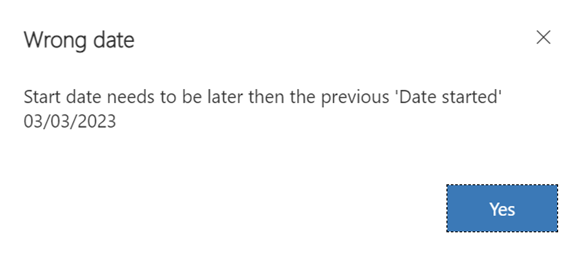 Wrong date
Start date needs to be later then the previous 'Date started'
03/03/2023
Yes